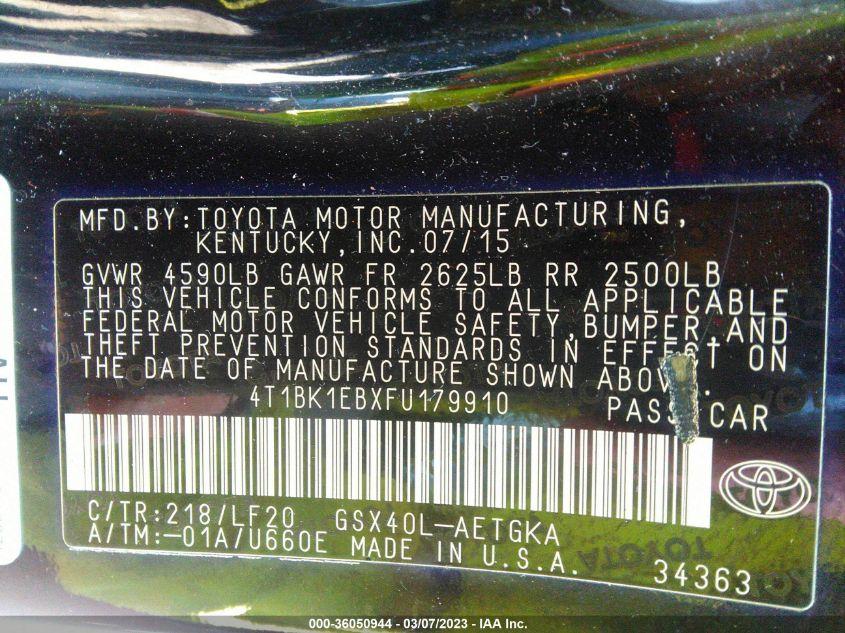 MFD.BY:TOYOTA MOTOR MANUFACTURING,
KENTUCKY,INC.07/15
GVWR 4590LB GAWR FR 2625LB RR 2500LB
THIS VEHICLE CONFORMS TO ALL APPLICABLE
FEDERAL MOTOR VEHICLE SAFETY,BUMPER,AND
THEFT PREVENTION STANDARDS IN EFFECT ON
THE DATE OF MANUFACTURE SHOWN ABOVE.
4T1BK1EBXFU179910 PASS CAR
C/TR:218/LF20 GSX40L-AETGKA
A/TM:-01A/U660E MADE IN U.S.A.
34363
000-36050944 — 03/07/2023 — IAA Inc.